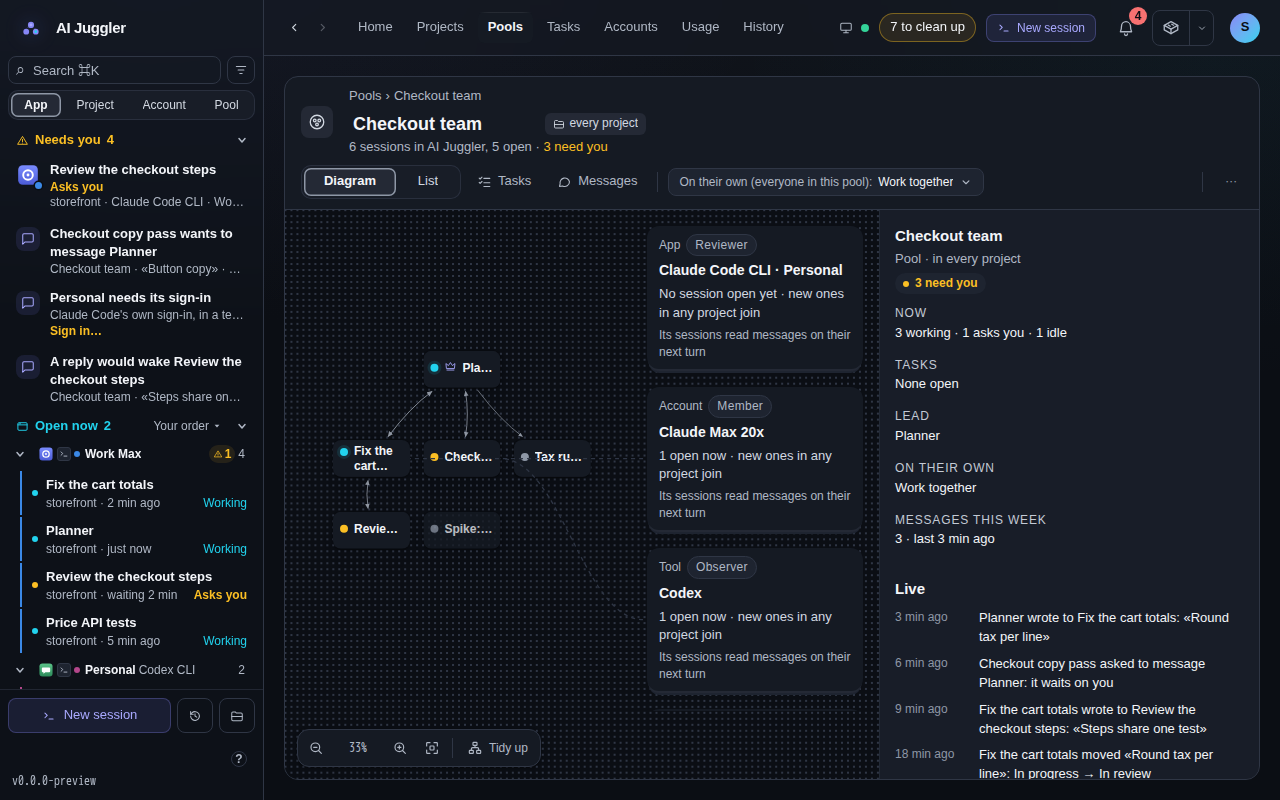 AI Juggler
Search ⌘K
App Project Account Pool
Needs you 4
Review the checkout steps
Asks you
storefront · Claude Code CLI · Wo…
Checkout copy pass wants to
message Planner
Checkout team · «Button copy» · …
Personal needs its sign-in
Claude Code's own sign-in, in a te…
Sign in…
A reply would wake Review the
checkout steps
Checkout team · «Steps share on…
Open now 2
Your order
Work Max
1 4
Fix the cart totals
storefront · 2 min ago
Working
Planner
storefront · just now
Working
Review the checkout steps
storefront · waiting 2 min
Asks you
Price API tests
storefront · 5 min ago
Working
Personal Codex CLI
2
New session
?
v0.0.0-preview
Home Projects Pools Tasks Accounts Usage History
7 to clean up
New session
4
S
Pools › Checkout team
Checkout team
every project
6 sessions in AI Juggler, 5 open · 3 need you
Diagram List Tasks Messages
On their own (everyone in this pool): Work together
…
Pla…
Fix the
cart…
Check…
Tax ru…
Revie…
Spike:…
App Reviewer
Claude Code CLI · Personal
No session open yet · new ones
in any project join
Its sessions read messages on their
next turn
Account Member
Claude Max 20x
1 open now · new ones in any
project join
Its sessions read messages on their
next turn
Tool Observer
Codex
1 open now · new ones in any
project join
Its sessions read messages on their
next turn
33%
Tidy up
Checkout team
Pool · in every project
3 need you
NOW
3 working · 1 asks you · 1 idle
TASKS
None open
LEAD
Planner
ON THEIR OWN
Work together
MESSAGES THIS WEEK
3 · last 3 min ago
Live
3 min ago
Planner wrote to Fix the cart totals: «Round
tax per line»
6 min ago
Checkout copy pass asked to message
Planner: it waits on you
9 min ago
Fix the cart totals wrote to Review the
checkout steps: «Steps share one test»
18 min ago
Fix the cart totals moved «Round tax per
line»: In progress → In review